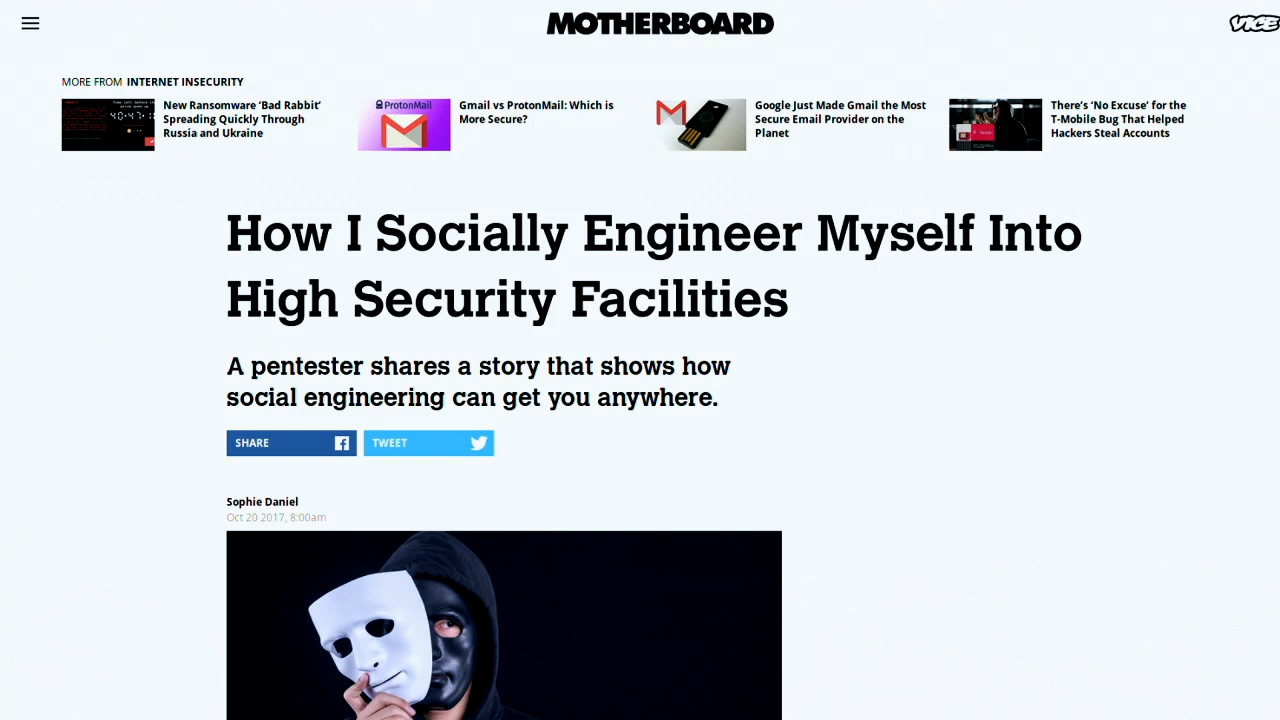 MOTHERBOARD
VICE
MORE FROM INTERNET INSECURITY
New Ransomware ‘Bad Rabbit’
Spreading Quickly Through
Russia and Ukraine
ProtonMail
Gmail vs ProtonMail: Which is
More Secure?
Google Just Made Gmail the Most
Secure Email Provider on the
Planet
There’s ‘No Excuse’ for the
T-Mobile Bug That Helped
Hackers Steal Accounts
How I Socially Engineer Myself Into
High Security Facilities
A pentester shares a story that shows how
social engineering can get you anywhere.
SHARE
TWEET
Sophie Daniel
Oct 20 2017, 8:00am